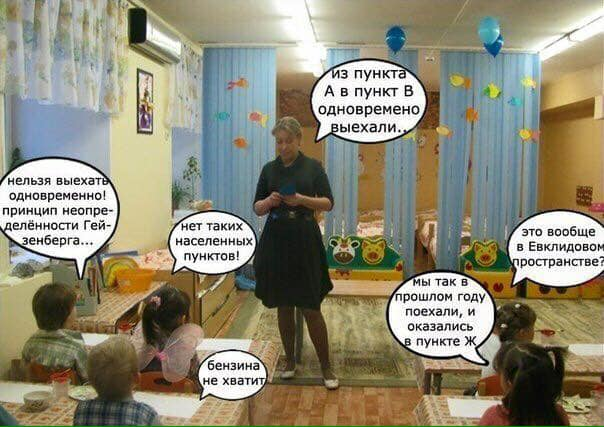 из пункта
А в пункт В
одновремено
выехали..
нельзя выехать
одновременно!
принцип неопре-
делённости Гей-
зенберга...
нет таких
населенных
пунктов!
это вообще
в Евклидовом
пространстве?
мы так в
прошлом году
поехали, и
оказались
в пункте Ж
бензина
не хватит